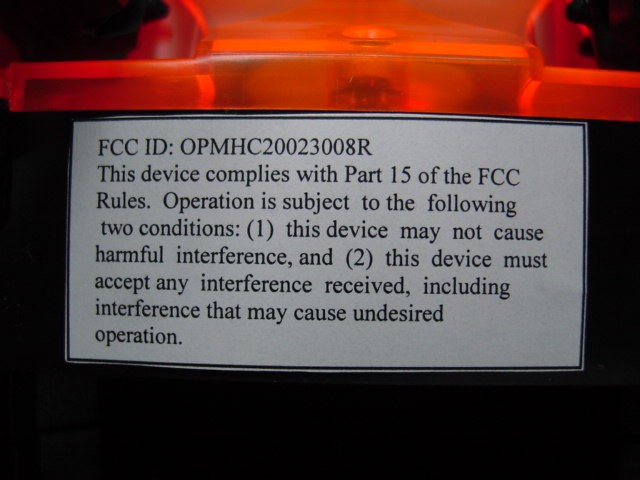 FCC ID: OPMHC20023008R
This device complies with Part 15 of the FCC
Rules. Operation is subject to the following
two conditions: (1) this device may not cause
harmful interference, and (2) this device must
accept any interference received, including
interference that may cause undesired
operation.